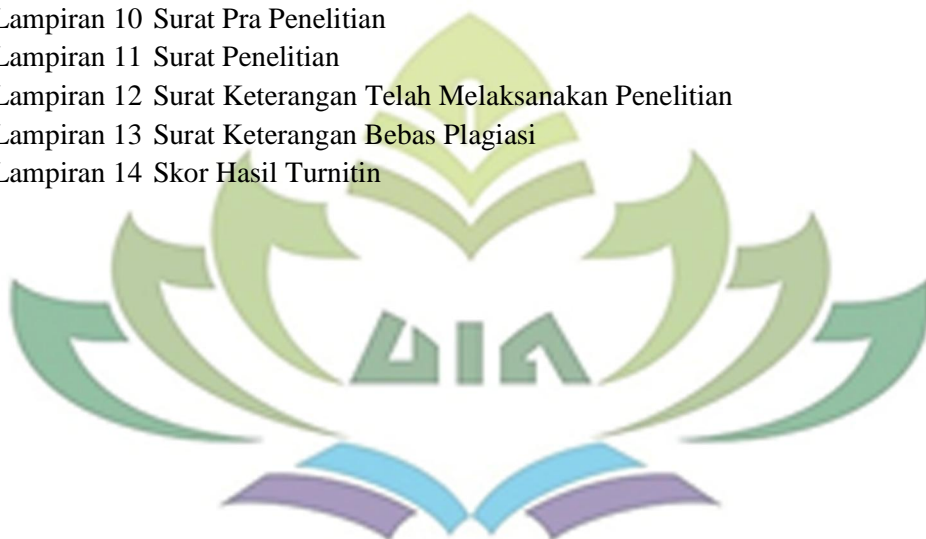 Lampiran 10 Surat Pra Penelitian
Lampiran 11 Surat Penelitian
Lampiran 12 Surat Keterangan Telah Melaksanakan Penelitian
Lampiran 13 Surat Keterangan Bebas Plagiasi
Lampiran 14 Skor Hasil Turnitin
UIN